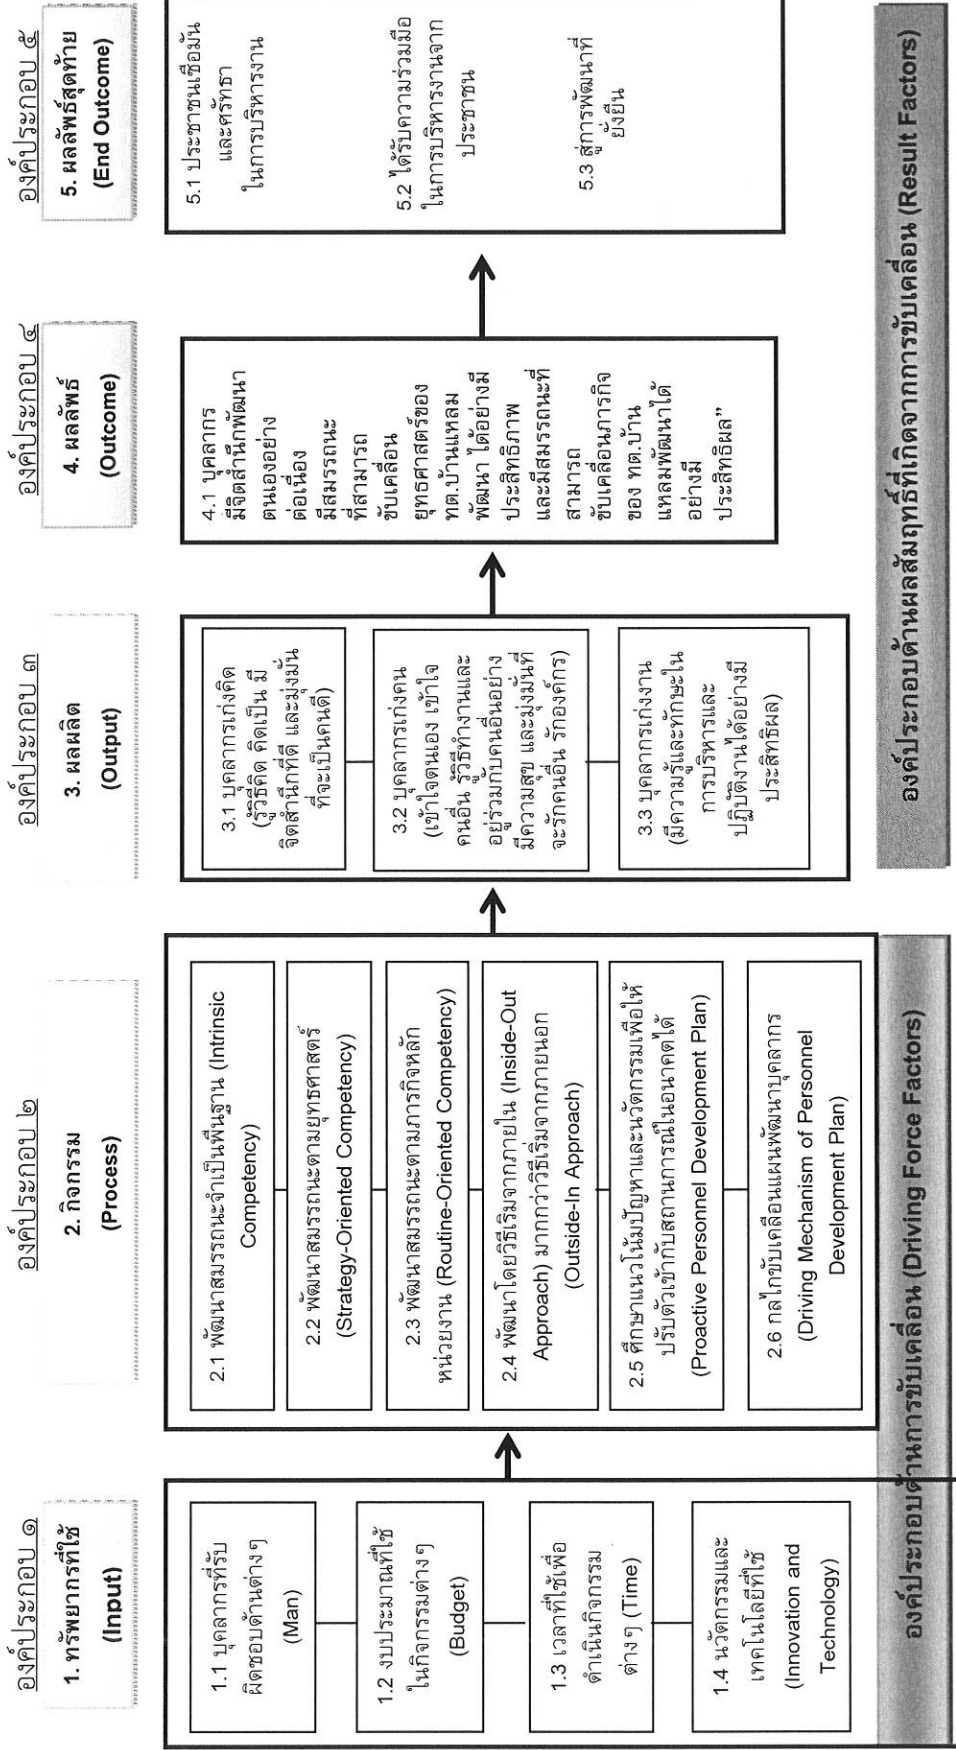 องค์ประกอบ ๑
1. ทรัพยากรที่ใช้
(Input)
1.1 บุคลากรที่รับ
ผิดชอบด้านต่างๆ
(Man)
1.2 งบประมาณที่ใช้
ในกิจกรรมต่างๆ
(Budget)
1.3 เวลาที่ใช้เพื่อ
ดำเนินกิจกรรม
ต่างๆ (Time)
1.4 นวัตกรรมและ
เทคโนโลยีที่ใช้
(Innovation and
Technology)
องค์ประกอบ ๒
2. กิจกรรม
(Process)
2.1 พัฒนาสมรรถนะจำเป็นพื้นฐาน (Intrinsic
Competency)
2.2 พัฒนาสมรรถนะตามยุทธศาสตร์
(Strategy-Oriented Competency)
2.3 พัฒนาสมรรถนะตามภารกิจหลัก
หน่วยงาน (Routine-Oriented Competency)
2.4 พัฒนาโดยวิธีเริ่มจากภายใน (Inside-Out
Approach) มากกว่าวิธีเริ่มจากภายนอก
(Outside-In Approach)
2.5 ศึกษาแนวโน้มปัญหาและนวัตกรรมเพื่อให้
ปรับตัวเข้ากับสถานการณ์ในอนาคตได้
(Proactive Personnel Development Plan)
2.6 กลไกขับเคลื่อนแผนพัฒนาบุคลากร
(Driving Mechanism of Personnel
Development Plan)
องค์ประกอบ ๓
3. ผลผลิต
(Output)
3.1 บุคลากรเก่งคิด
(รู้วิธีคิด คิดเป็น มี
จิตสำนึกที่ดี และมุ่งมั่น
ที่จะเป็นคนดี)
3.2 บุคลากรเก่งคน
(เข้าใจตนเอง เข้าใจ
คนอื่น รู้วิธีทำงานและ
อยู่ร่วมกับคนอื่นอย่าง
มีความสุข และมุ่งมั่นที่
จะรักคนอื่น รักองค์กร)
3.3 บุคลากรเก่งงาน
(มีความรู้และทักษะใน
การบริหารและ
ปฏิบัติงานได้อย่างมี
ประสิทธิผล)
องค์ประกอบ ๔
4. ผลลัพธ์
(Outcome)
4.1 บุคลากร
มีจิตสำนึกพัฒนา
ตนเองอย่าง
ต่อเนื่อง
มีสมรรถนะ
ที่สามารถ
ขับเคลื่อน
ยุทธศาสตร์ของ
ทต.บ้านแหลม
พัฒนา ได้อย่างมี
ประสิทธิภาพ
และมีสมรรถนะที่
สามารถ
ขับเคลื่อนภารกิจ
ของ ทต.บ้าน
แหลมพัฒนาได้
อย่างมี
ประสิทธิผล”
องค์ประกอบ ๕
5. ผลลัพธ์สุดท้าย
(End Outcome)
5.1 ประชาชนเชื่อมั่น
และศรัทธา
ในการบริหารงาน
5.2 ได้รับความร่วมมือ
ในการบริหารงานจาก
ประชาชน
5.3 สู่การพัฒนาที่
ยั่งยืน
องค์ประกอบด้านการขับเคลื่อน (Driving Force Factors)
องค์ประกอบด้านผลสัมฤทธิ์ที่เกิดจากการขับเคลื่อน (Result Factors)